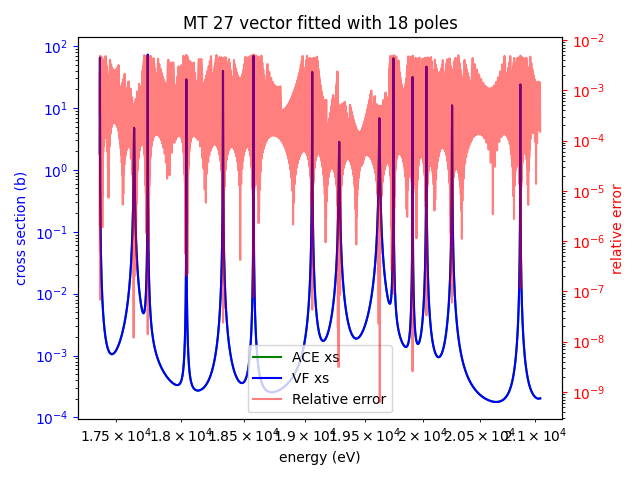 MT 27 vector fitted with 18 poles
10²
10¹
10⁰
10⁻¹
10⁻²
10⁻³
10⁻⁴
cross section (b)
10⁻²
10⁻³
10⁻⁴
10⁻⁵
10⁻⁶
10⁻⁷
10⁻⁸
10⁻⁹
relative error
ACE xs
VF xs
Relative error
1.75 × 10⁴ 1.8 × 10⁴ 1.85 × 10⁴ 1.9 × 10⁴ 1.95 × 10⁴ 2 × 10⁴ 2.05 × 10⁴ 2.1 × 10⁴
energy (eV)